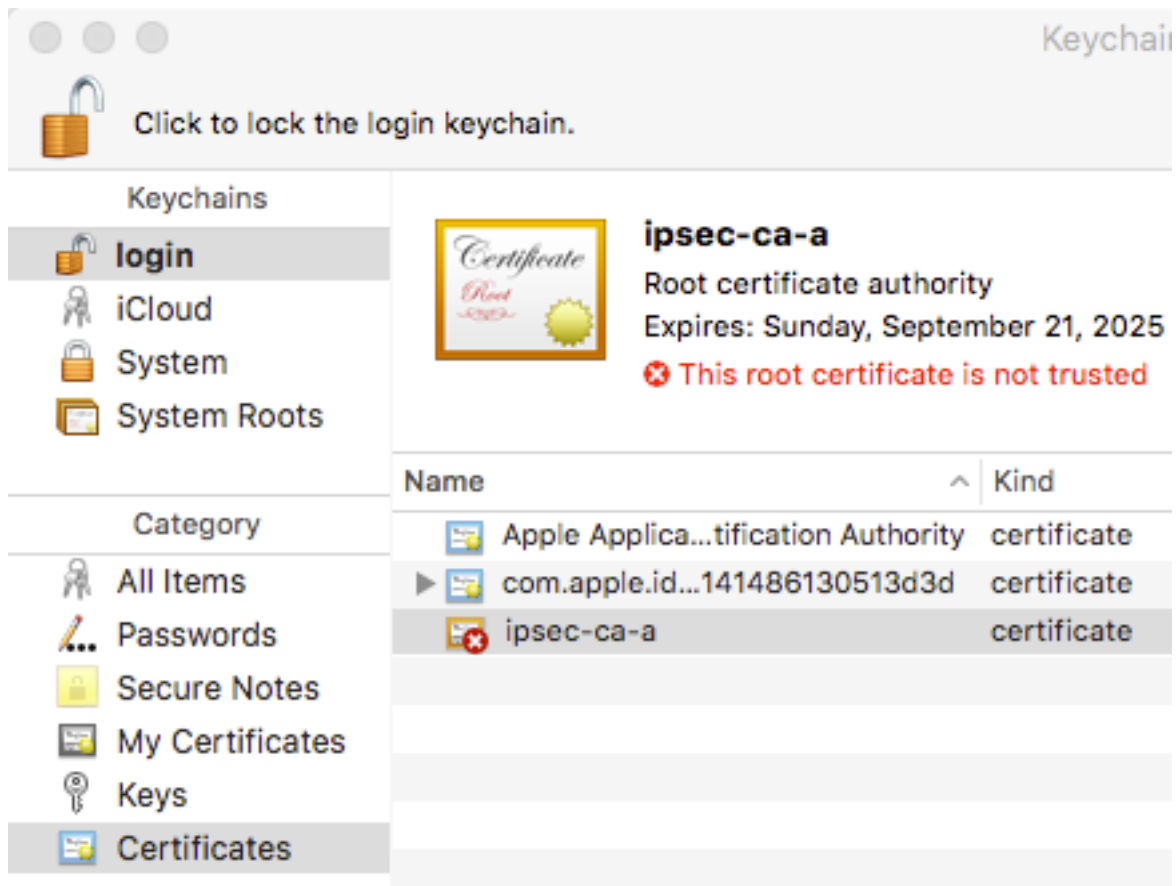 Keychain
Click to lock the login keychain.
Keychains
login
iCloud
System
System Roots
Category
All Items
Passwords
Secure Notes
My Certificates
Keys
Certificates
Certificate
Root
ipsec-ca-a
Root certificate authority
Expires: Sunday, September 21, 2025
This root certificate is not trusted
Name Kind
Apple Applica...tification Authority certificate
com.apple.id...141486130513d3d certificate
ipsec-ca-a certificate